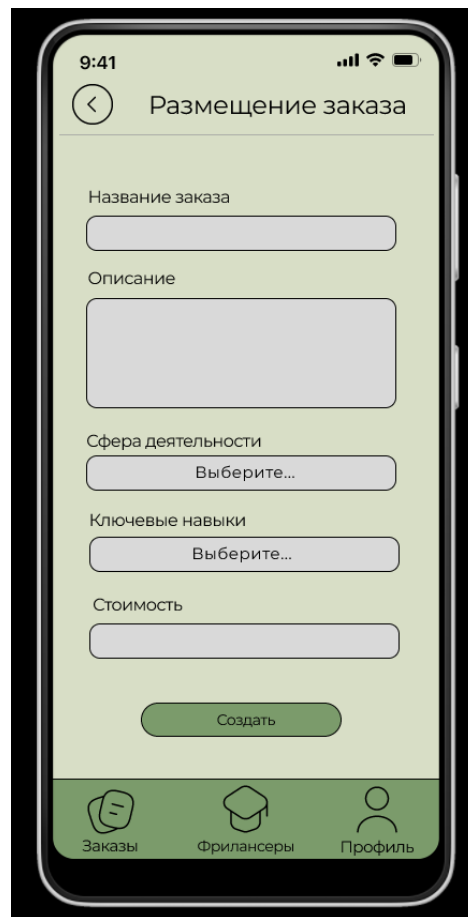 9:41
Размещение заказа
Название заказа
Описание
Сфера деятельности
Выберите...
Ключевые навыки
Выберите...
Стоимость
Создать
Заказы Фрилансеры Профиль